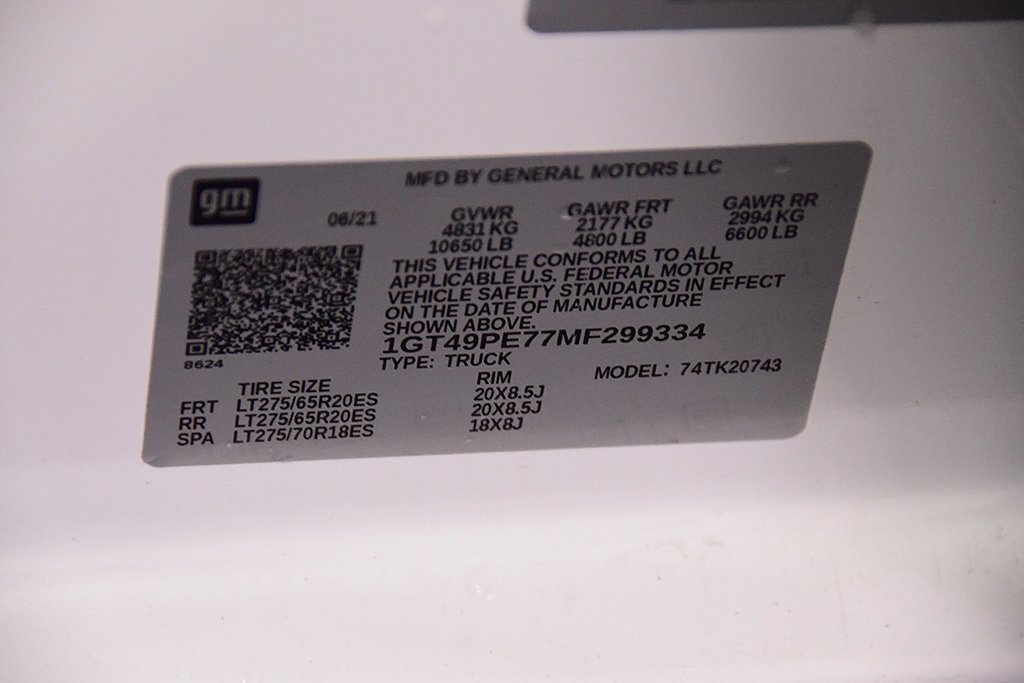 gm
MFD BY GENERAL MOTORS LLC
06/21
GVWR
4831 KG
10650 LB
GAWR FRT
2177 KG
4800 LB
GAWR RR
2994 KG
6600 LB
THIS VEHICLE CONFORMS TO ALL
APPLICABLE U.S. FEDERAL MOTOR
VEHICLE SAFETY STANDARDS IN EFFECT
ON THE DATE OF MANUFACTURE
SHOWN ABOVE.
1GT49PE77MF299334
8624
TYPE: TRUCK
MODEL: 74TK20743
TIRE SIZE RIM
FRT LT275/65R20ES 20X8.5J
RR LT275/65R20ES 20X8.5J
SPA LT275/70R18ES 18X8J